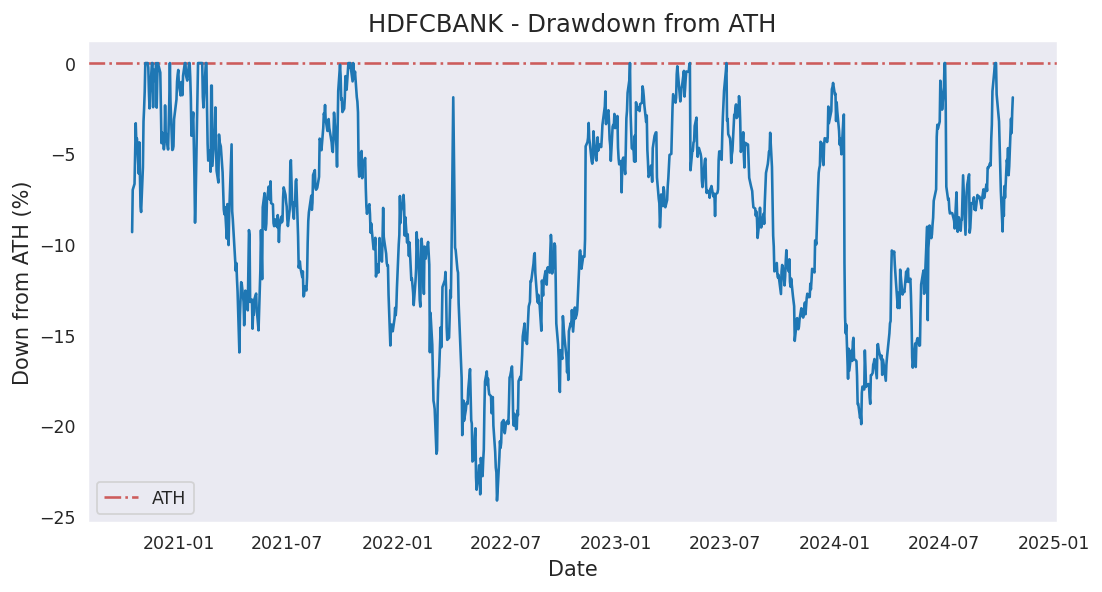 HDFCBANK - Drawdown from ATH
Down from ATH (%)
0
−5
−10
−15
−20
−25
ATH
2021-01 2021-07 2022-01 2022-07 2023-01 2023-07 2024-01 2024-07 2025-01
Date